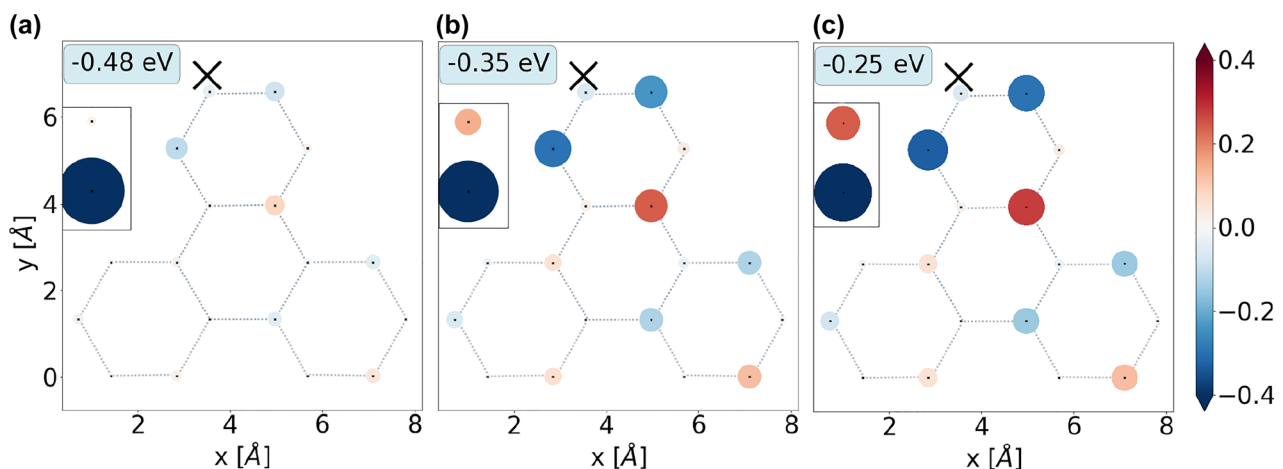 (a)
(b)
(c)
-0.48 eV
-0.35 eV
-0.25 eV
6
4
2
0
y [Å]
2 4 6 8
2 4 6 8
2 4 6 8
x [Å]
x [Å]
x [Å]
0.4
0.2
0.0
−0.2
−0.4